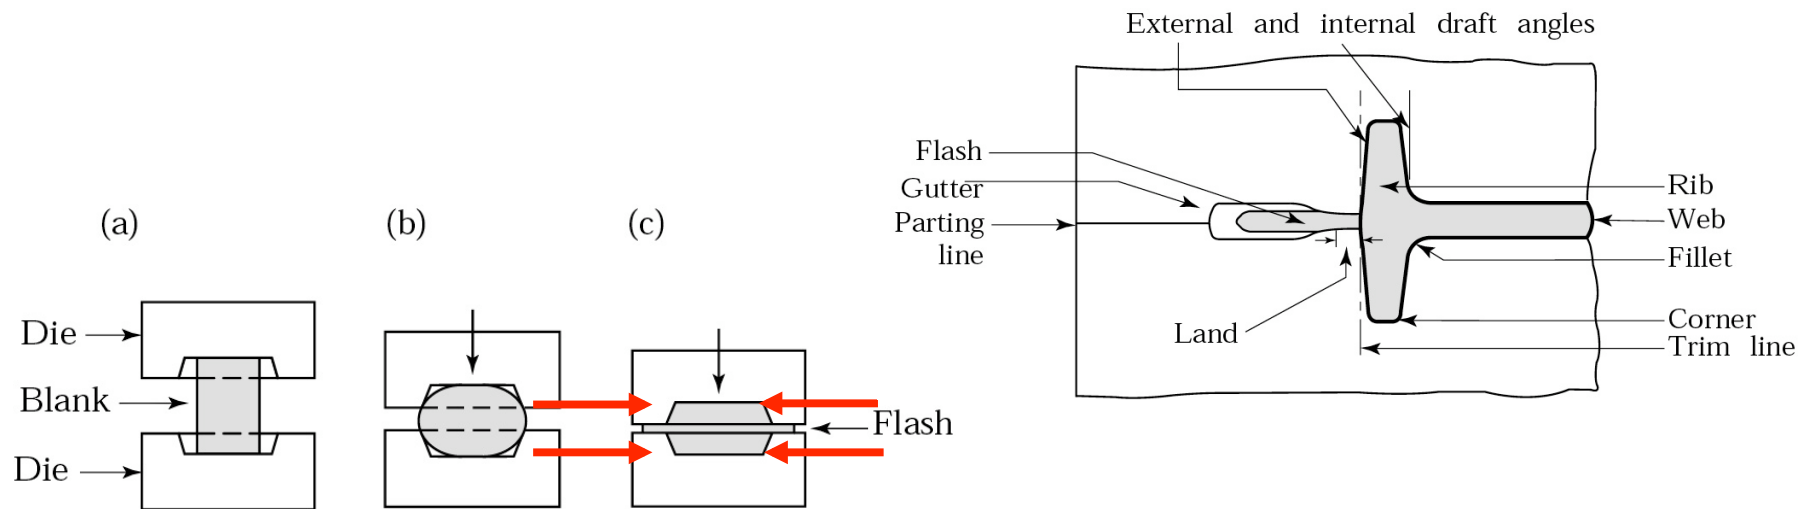 (a)
Die
Blank
Die
(b)
(c)
Flash
External and internal draft angles
Flash
Gutter
Parting
line
Land
Rib
Web
Fillet
Corner
Trim line